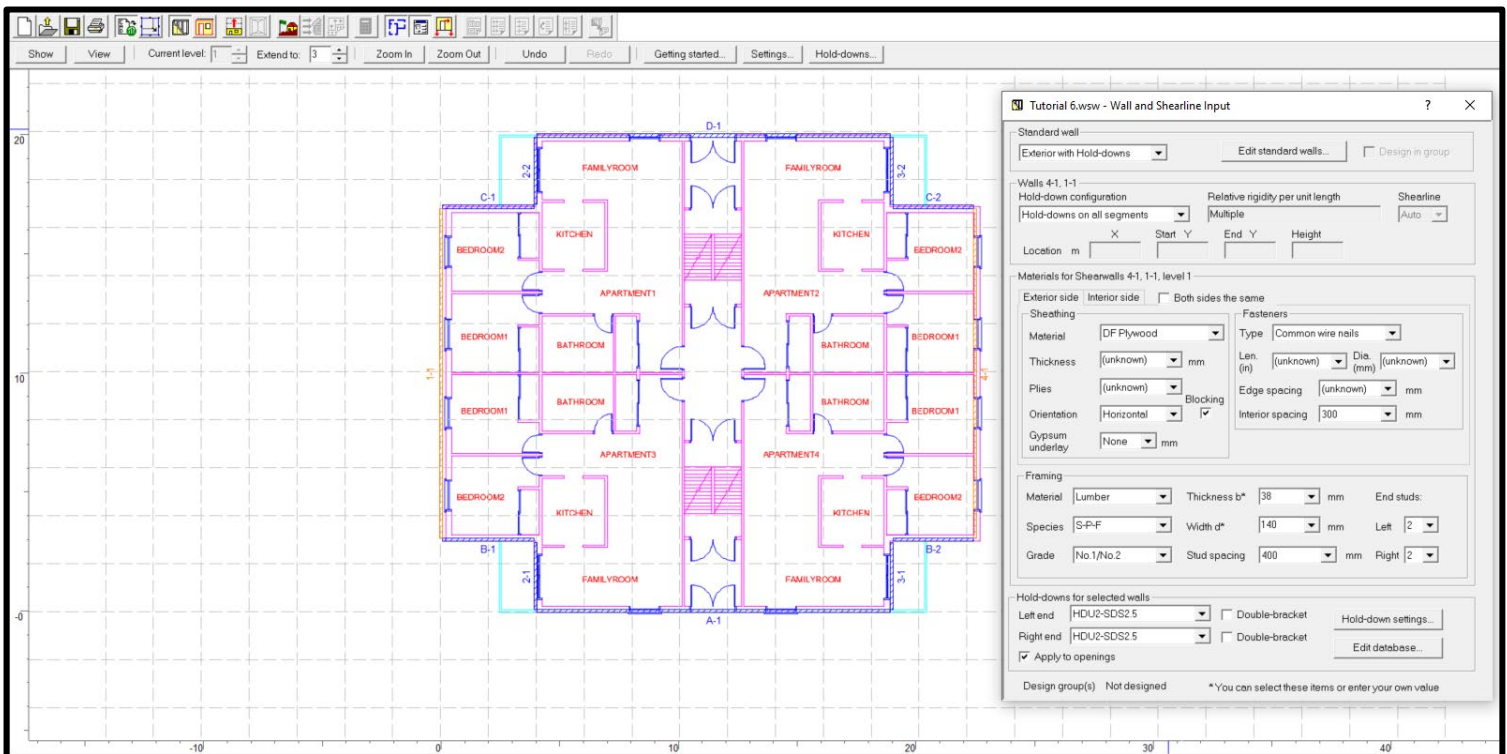 Show View Current level: 1 Extend to: 3 Zoom In Zoom Out Undo Redo Getting started... Settings... Hold-downs...
20
10
-0
-10 0 10 20 30 40
D-1
2-2
FAMILYROOM
FAMILYROOM
3-2
C-1
C-2
KITCHEN
KITCHEN
BEDROOM2
BEDROOM2
APARTMENT1
APARTMENT2
BEDROOM1
BATHROOM
BATHROOM
BEDROOM1
1-1
4-1
BEDROOM1
BATHROOM
BATHROOM
BEDROOM1
APARTMENT3
APARTMENT4
BEDROOM2
BEDROOM2
KITCHEN
KITCHEN
B-1
B-2
2-1
FAMILYROOM
FAMILYROOM
3-1
A-1
Tutorial 6.wsw - Wall and Shearline Input ? X
Standard wall
Exterior with Hold-downs Edit standard walls... Design in group
Walls 4-1, 1-1
Hold-down configuration Relative rigidity per unit length Shearline
Hold-downs on all segments Multiple Auto
X Start Y End Y Height
Location m
Materials for Shearwalls 4-1, 1-1, level 1
Exterior side Interior side Both sides the same
Sheathing
Material DF Plywood
Thickness (unknown) mm
Plies (unknown)
Blocking
Orientation Horizontal
Gypsum
underlay None mm
Fasteners
Type Common wire nails
Len. (in) (unknown) Dia. (mm) (unknown)
Edge spacing (unknown) mm
Interior spacing 300 mm
Framing
Material Lumber Thickness b* 38 mm End studs:
Species S-P-F Width d* 140 mm Left 2
Grade No.1/No.2 Stud spacing 400 mm Right 2
Hold-downs for selected walls
Left end HDU2-SDS2.5 Double-bracket Hold-down settings...
Right end HDU2-SDS2.5 Double-bracket
Edit database...
Apply to openings
Design group(s) Not designed *You can select these items or enter your own value